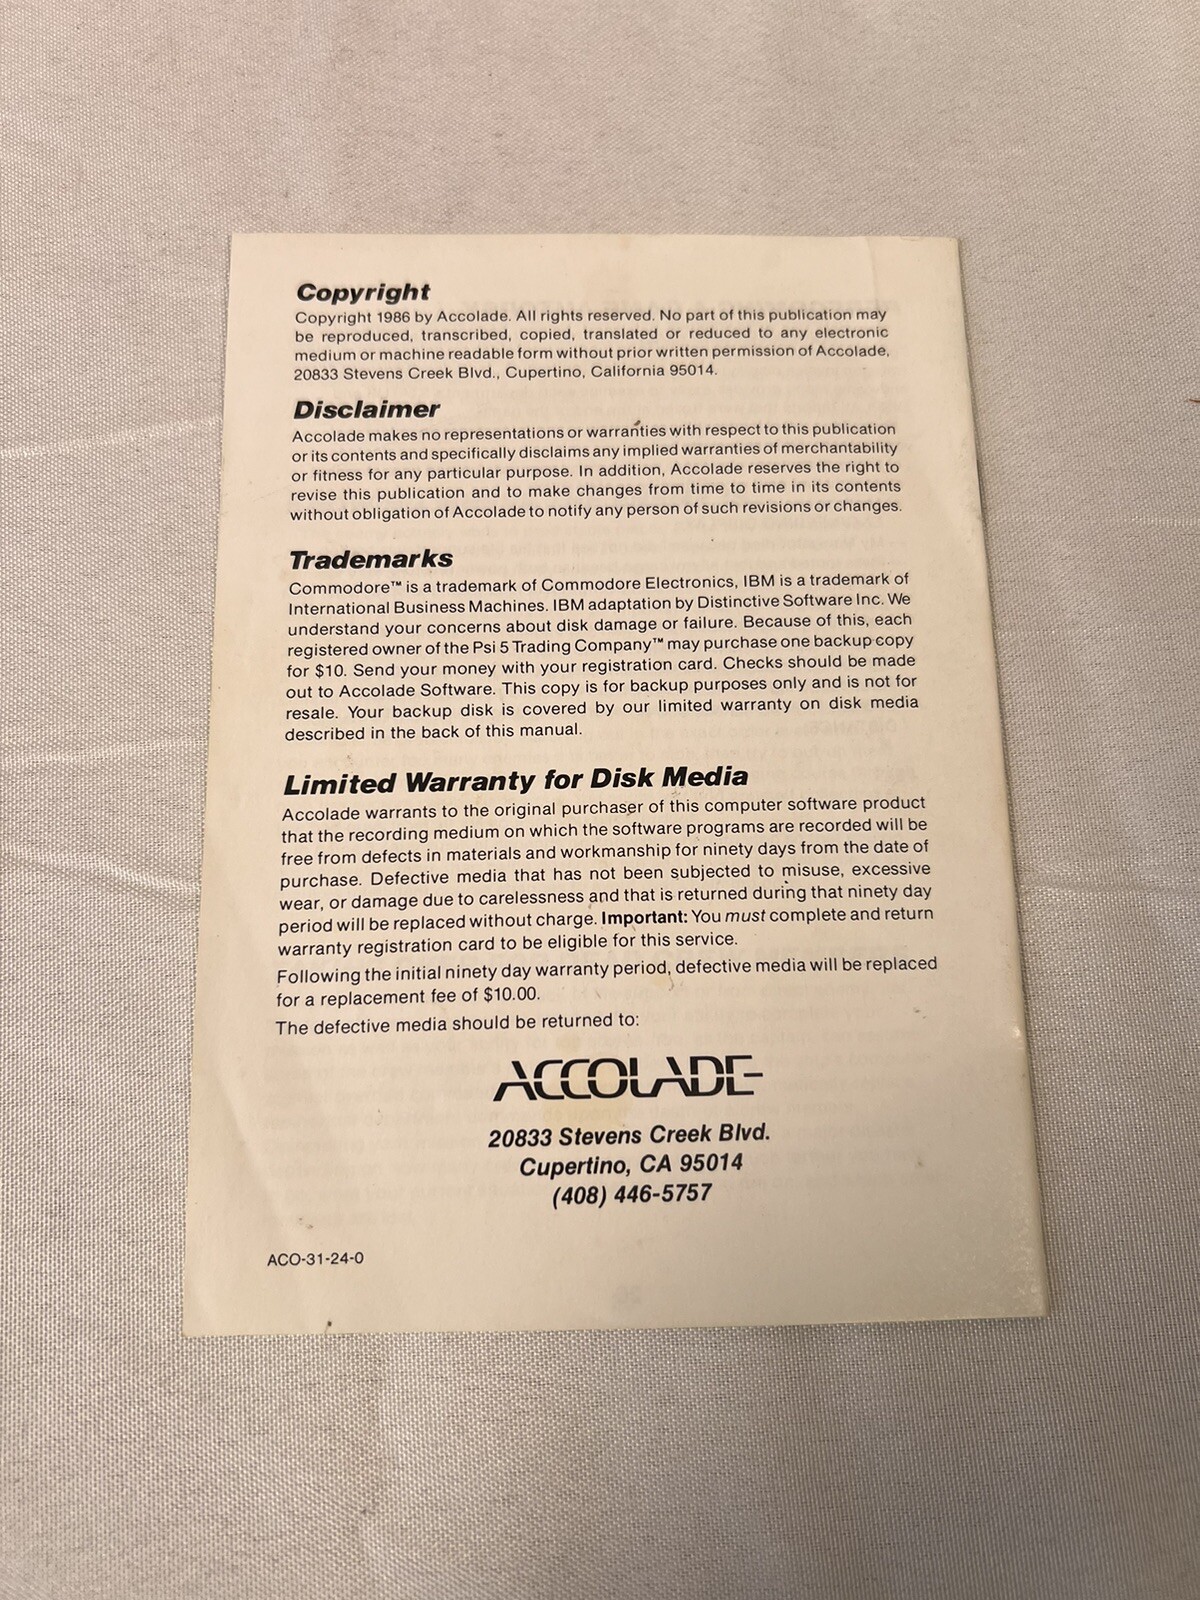 Copyright
Copyright 1986 by Accolade. All rights reserved. No part of this publication may
be reproduced, transcribed, copied, translated or reduced to any electronic
medium or machine readable form without prior written permission of Accolade,
20833 Stevens Creek Blvd., Cupertino, California 95014.
Disclaimer
Accolade makes no representations or warranties with respect to this publication
or its contents and specifically disclaims any implied warranties of merchantability
or fitness for any particular purpose. In addition, Accolade reserves the right to
revise this publication and to make changes from time to time in its contents
without obligation of Accolade to notify any person of such revisions or changes.
Trademarks
Commodore™ is a trademark of Commodore Electronics, IBM is a trademark of
International Business Machines. IBM adaptation by Distinctive Software Inc. We
understand your concerns about disk damage or failure. Because of this, each
registered owner of the Psi 5 Trading Company™ may purchase one backup copy
for $10. Send your money with your registration card. Checks should be made
out to Accolade Software. This copy is for backup purposes only and is not for
resale. Your backup disk is covered by our limited warranty on disk media
described in the back of this manual.
Limited Warranty for Disk Media
Accolade warrants to the original purchaser of this computer software product
that the recording medium on which the software programs are recorded will be
free from defects in materials and workmanship for ninety days from the date of
purchase. Defective media that has not been subjected to misuse, excessive
wear, or damage due to carelessness and that is returned during that ninety day
period will be replaced without charge. Important: You must complete and return
warranty registration card to be eligible for this service.
Following the initial ninety day warranty period, defective media will be replaced
for a replacement fee of $10.00.
The defective media should be returned to:
ACCOLADE
20833 Stevens Creek Blvd.
Cupertino, CA 95014
(408) 446-5757
ACO-31-24-0